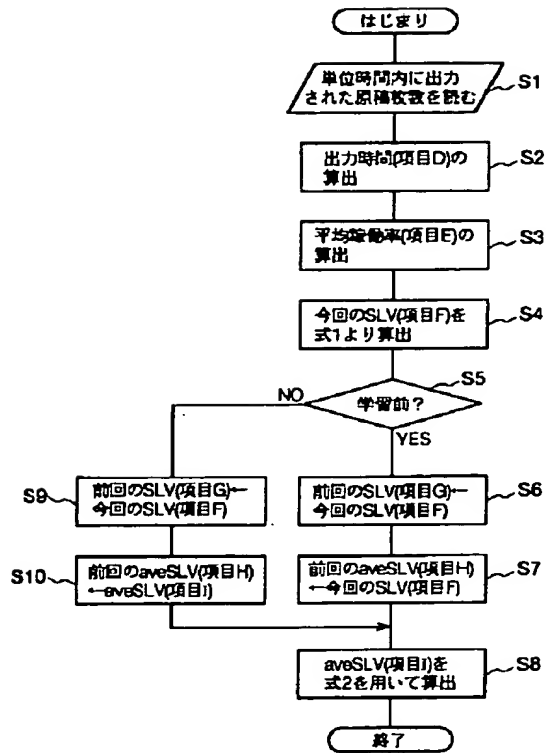 はじまり
単位時間内に出力
された原稿枚数を読む
S1
出力時間(項目D)の
算出
S2
平均稼働率(項目E)の
算出
S3
今回のSLV(項目F)を
式1より算出
S4
S5
学習前?
NO
YES
S9
前回のSLV(項目G)←
今回のSLV(項目F)
前回のSLV(項目G)←
今回のSLV(項目F)
S6
S10
前回のaveSLV(項目H)
←aveSLV(項目I)
前回のaveSLV(項目H)
←今回のSLV(項目F)
S7
aveSLV(項目I)を
式2を用いて算出
S8
終了